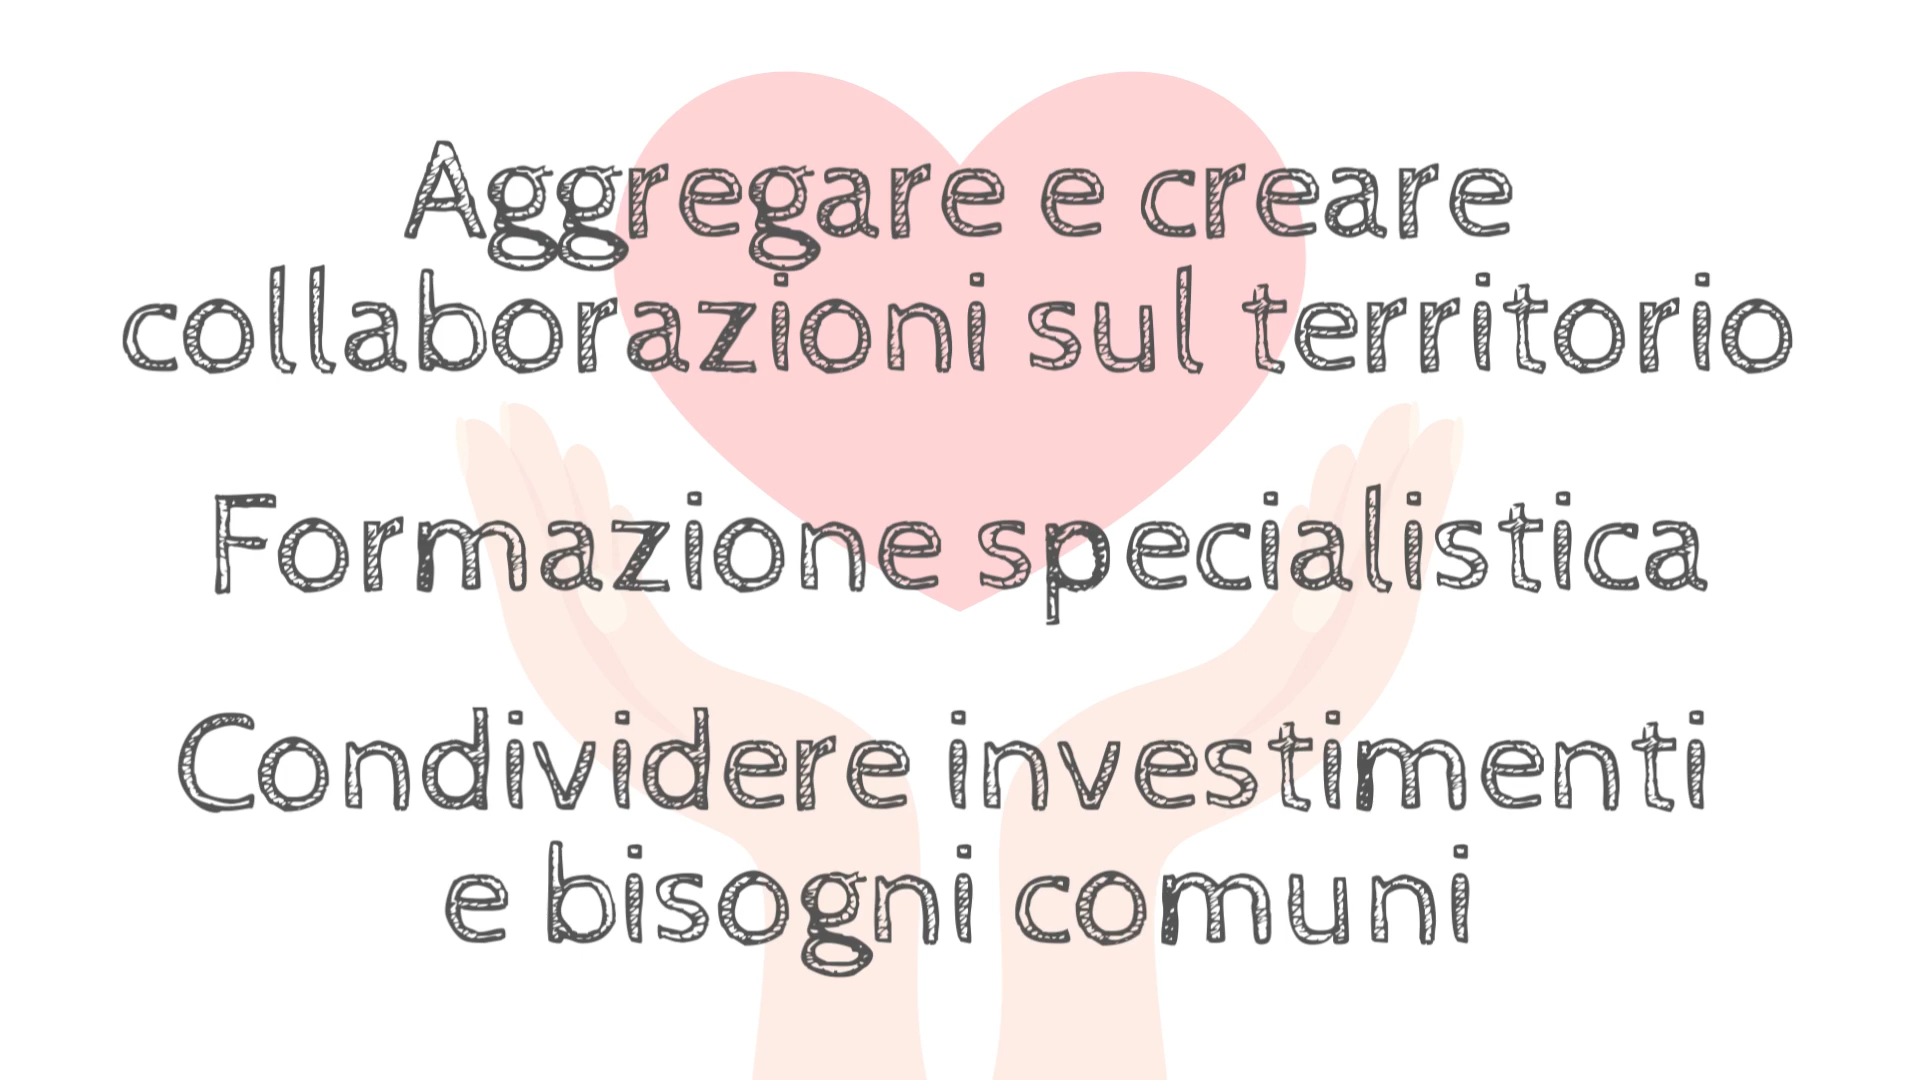 Aggregare e creare
collaborazioni sul territorio
Formazione specialistica
Condividere investimenti
e bisogni comuni